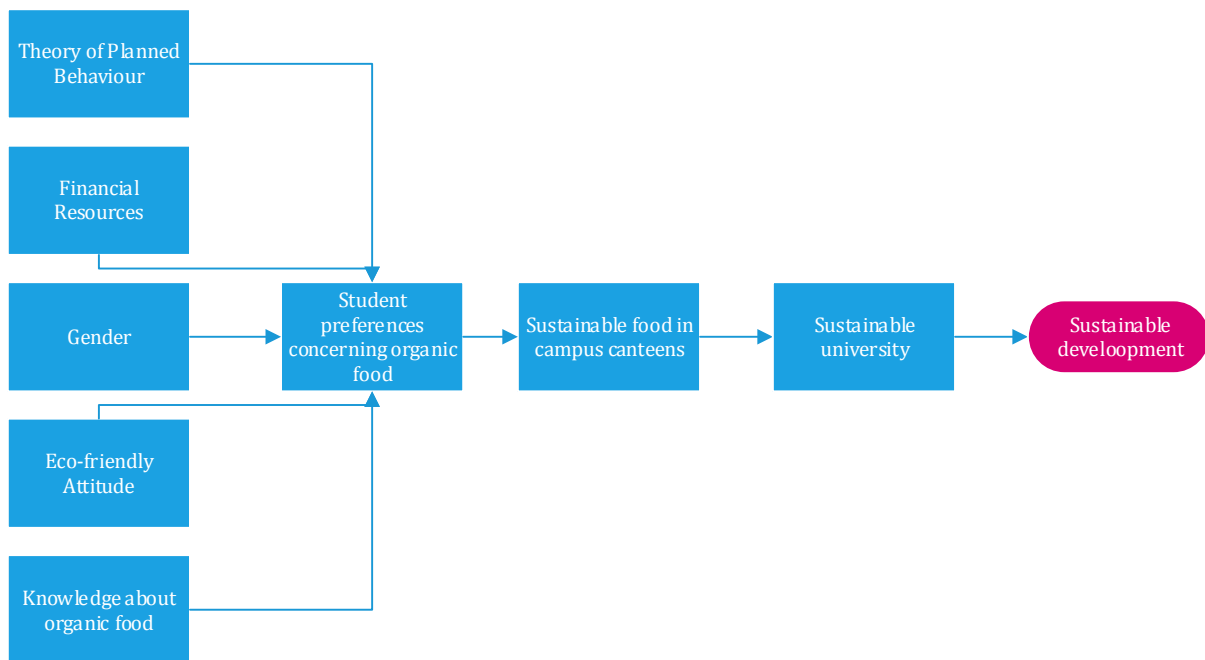 Theory of Planned
Behaviour
Financial
Resources
Gender
Student
preferences
concerning organic
food
Sustainable food in
campus canteens
Sustainable
university
Sustainable
develoopment
Eco-friendly
Attitude
Knowledge about
organic food